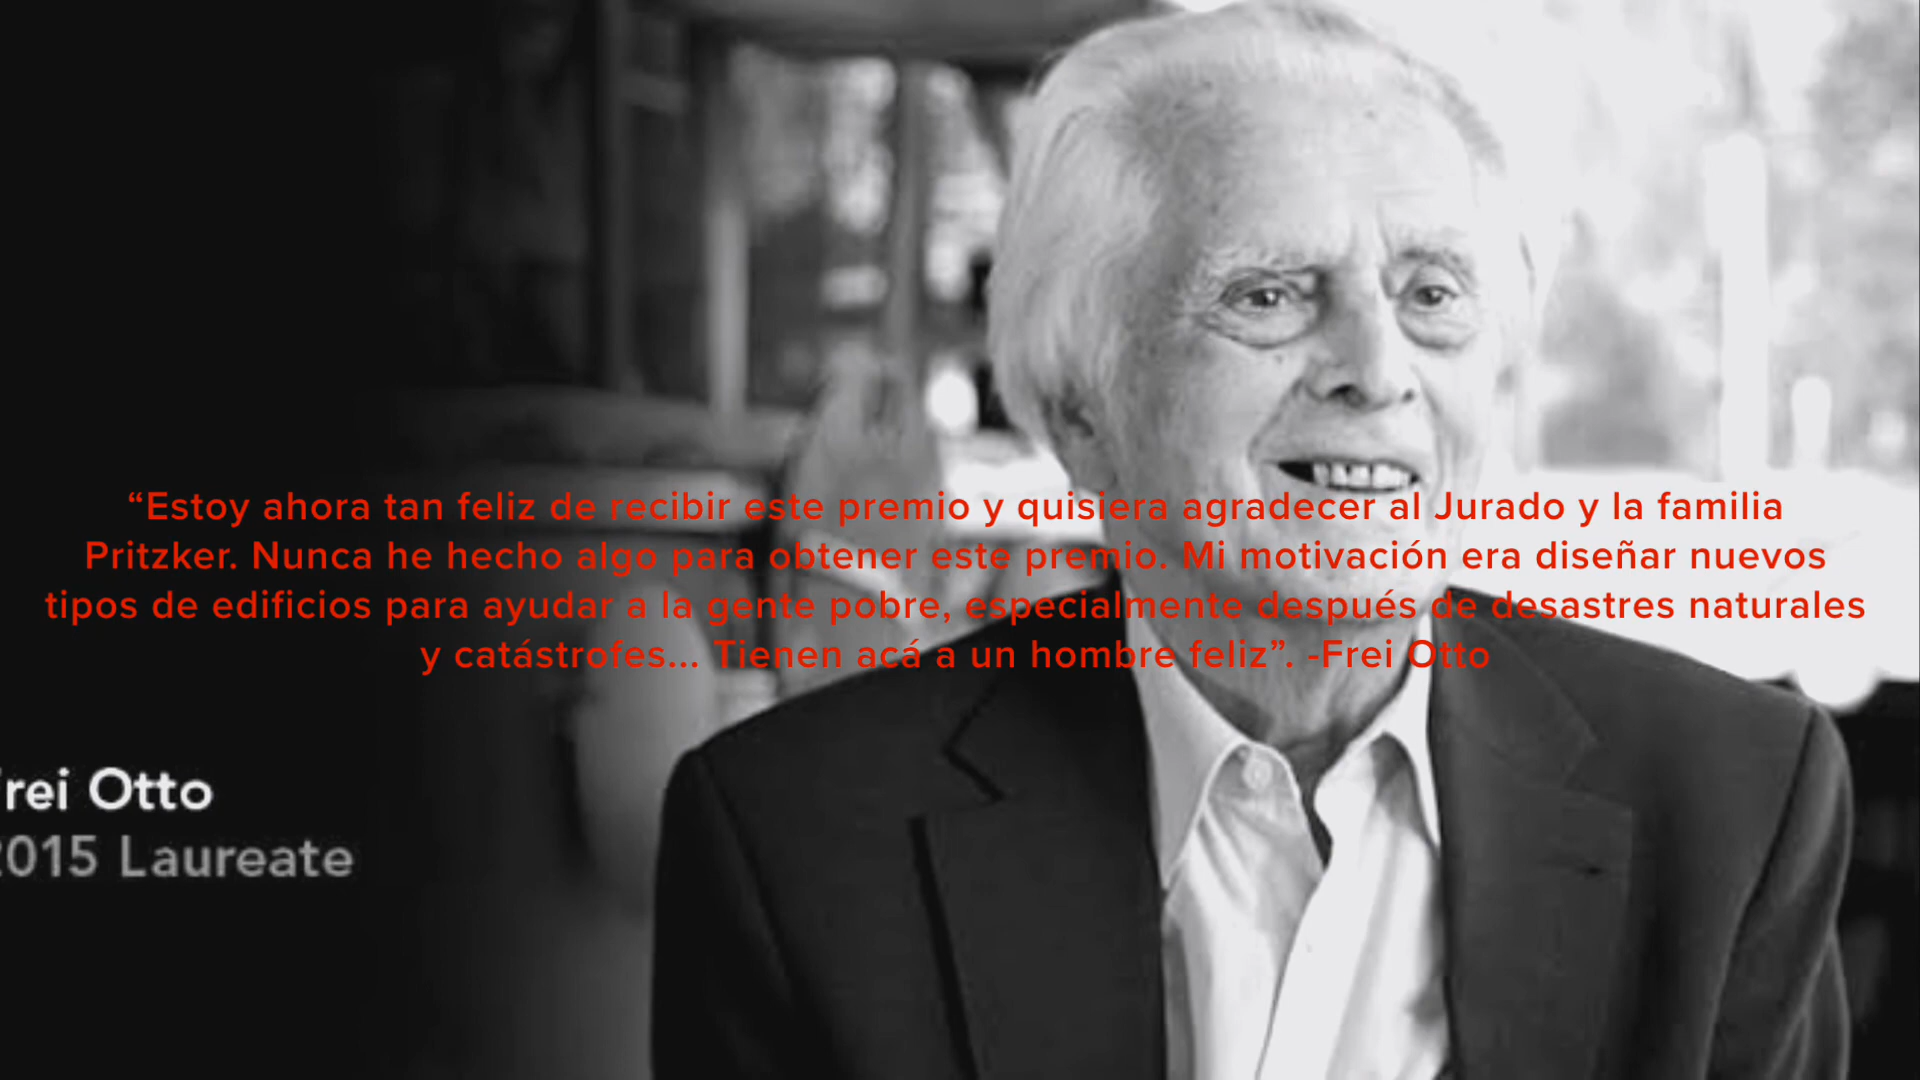 “Estoy ahora tan feliz de recibir este premio y quisiera agradecer al Jurado y la familia
Pritzker. Nunca he hecho algo para obtener este premio. Mi motivación era diseñar nuevos
tipos de edificios para ayudar a la gente pobre, especialmente después de desastres naturales
y catástrofes... Tienen acá a un hombre feliz”. -Frei Otto
rei Otto
2015 Laureate